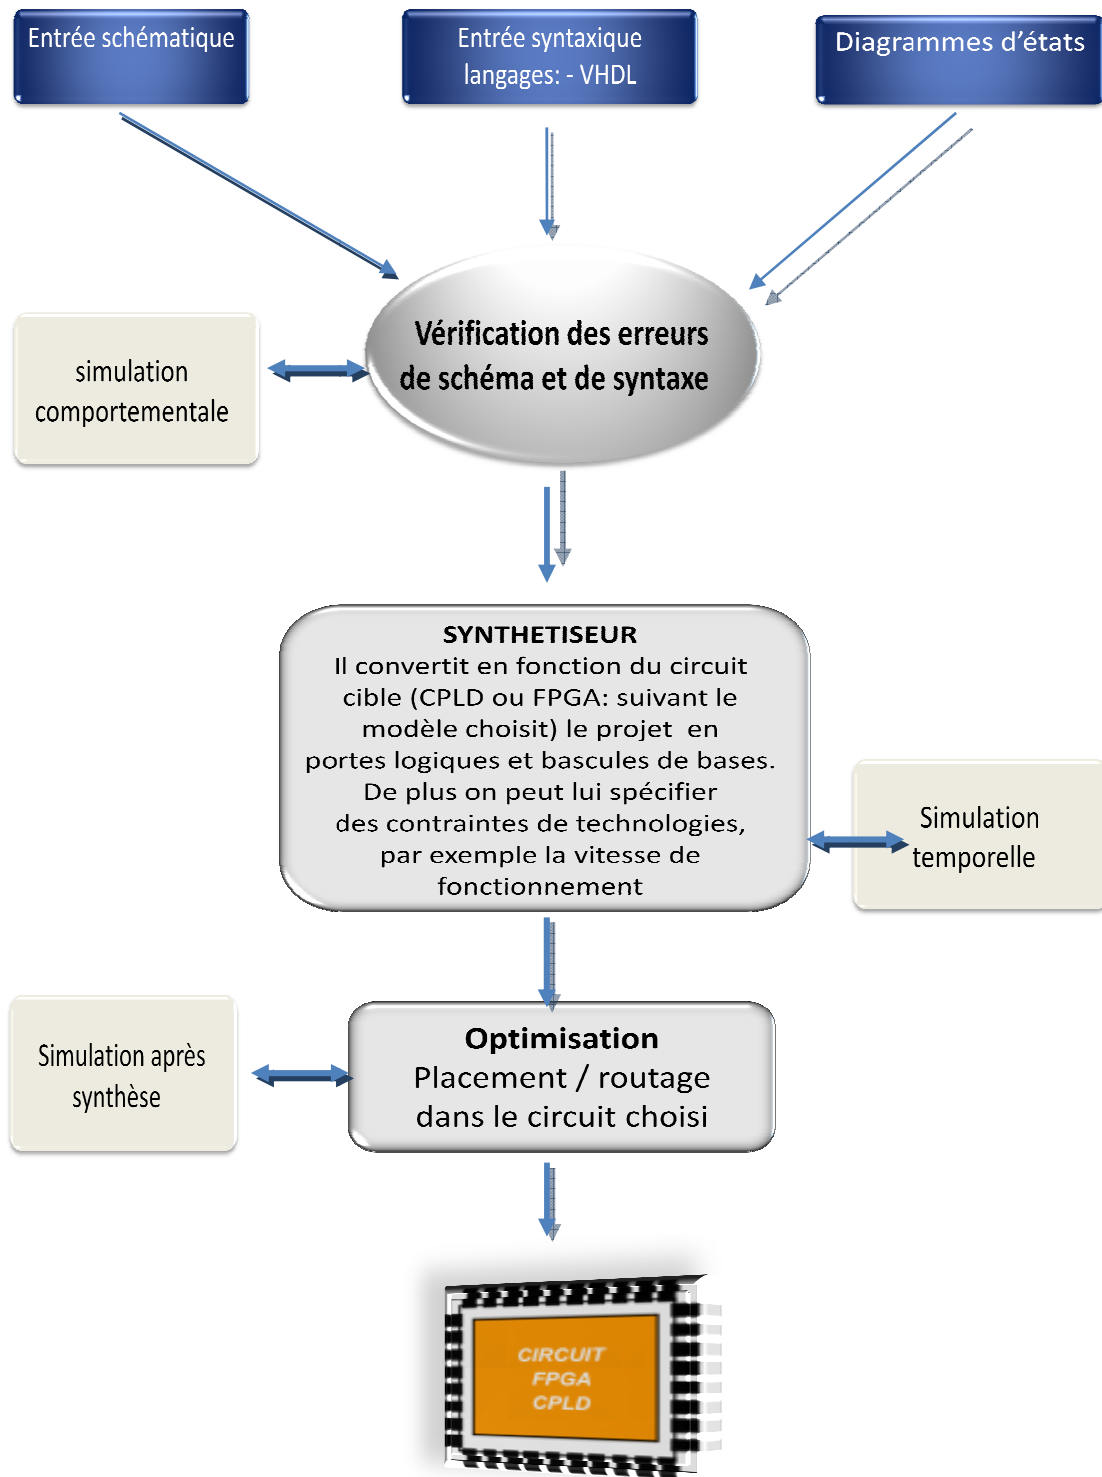 Entrée schématique
Entrée syntaxique
langages: - VHDL
Diagrammes d'états
Vérification des erreurs
de schéma et de syntaxe
simulation
comportementale
SYNTHETISEUR
Il convertit en fonction du circuit
cible (CPLD ou FPGA: suivant le
modèle choisit) le projet en
portes logiques et bascules de bases.
De plus on peut lui spécifier
des contraintes de technologies,
par exemple la vitesse de
fonctionnement
Simulation
temporelle
Optimisation
Placement / routage
dans le circuit choisi
Simulation après
synthèse
CIRCUIT
FPGA
CPLD